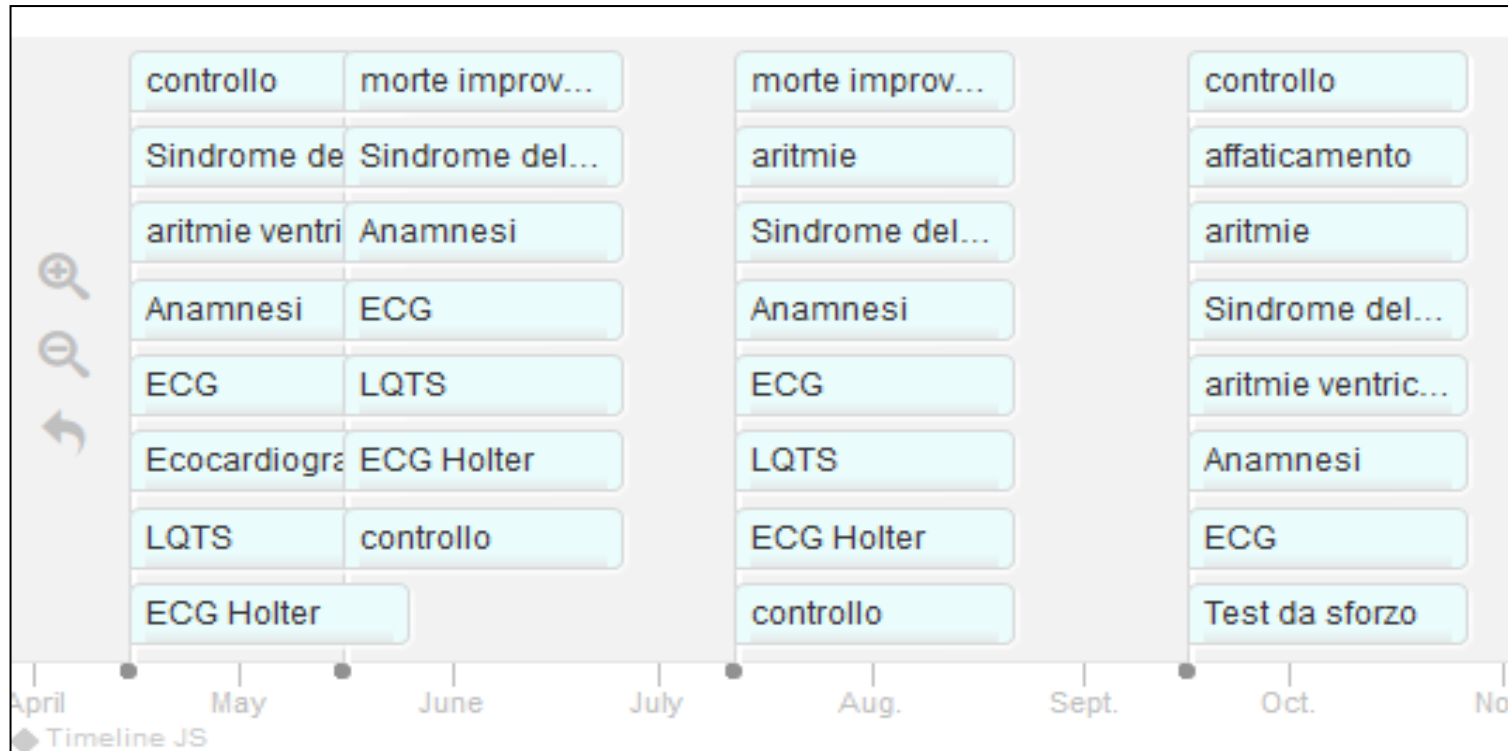 controllo
Sindrome de
aritmie ventri
Anamnesi
ECG
Ecocardiogra
LQTS
ECG Holter
morte improv...
Sindrome del...
Anamnesi
ECG
LQTS
ECG Holter
controllo
morte improv...
aritmie
Sindrome del...
Anamnesi
ECG
LQTS
ECG Holter
controllo
controllo
affaticamento
aritmie
Sindrome del...
aritmie ventric...
Anamnesi
ECG
Test da sforzo
April May June July Aug. Sept. Oct. No
Timeline JS